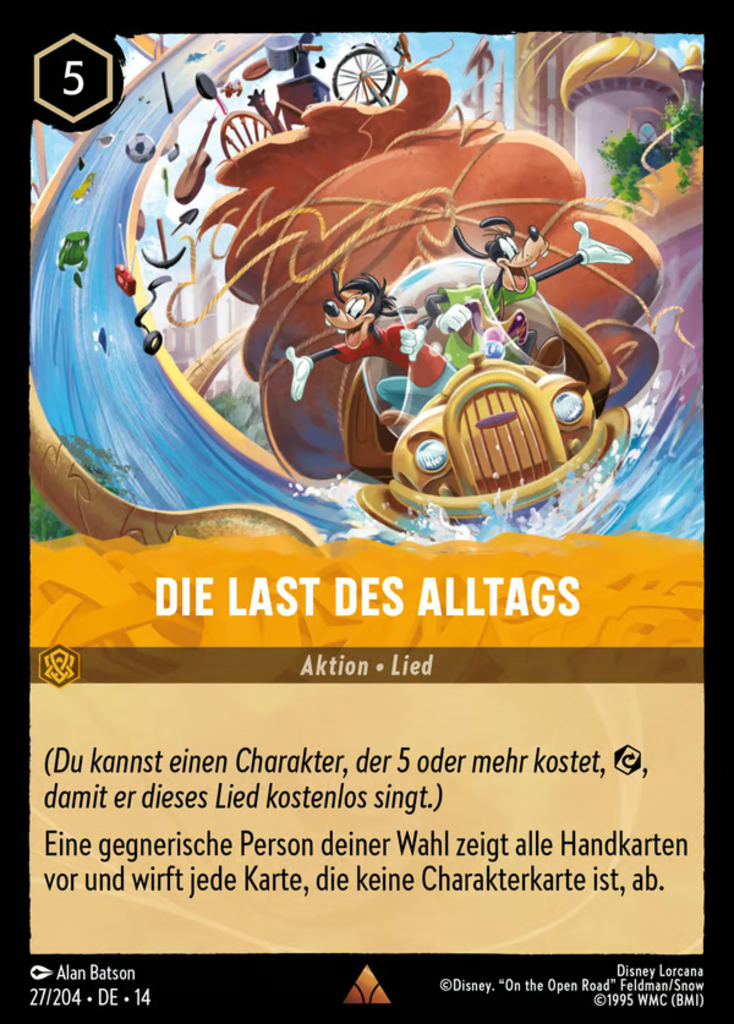 5
DIE LAST DES ALLTAGS
Aktion • Lied
(Du kannst einen Charakter, der 5 oder mehr kostet, ,
damit er dieses Lied kostenlos singt.)
Eine gegnerische Person deiner Wahl zeigt alle Handkarten
vor und wirft jede Karte, die keine Charakterkarte ist, ab.
Alan Batson
27/204 • DE • 14
Disney Lorcana
©Disney. “On the Open Road” Feldman/Snow
©1995 WMC (BMI)